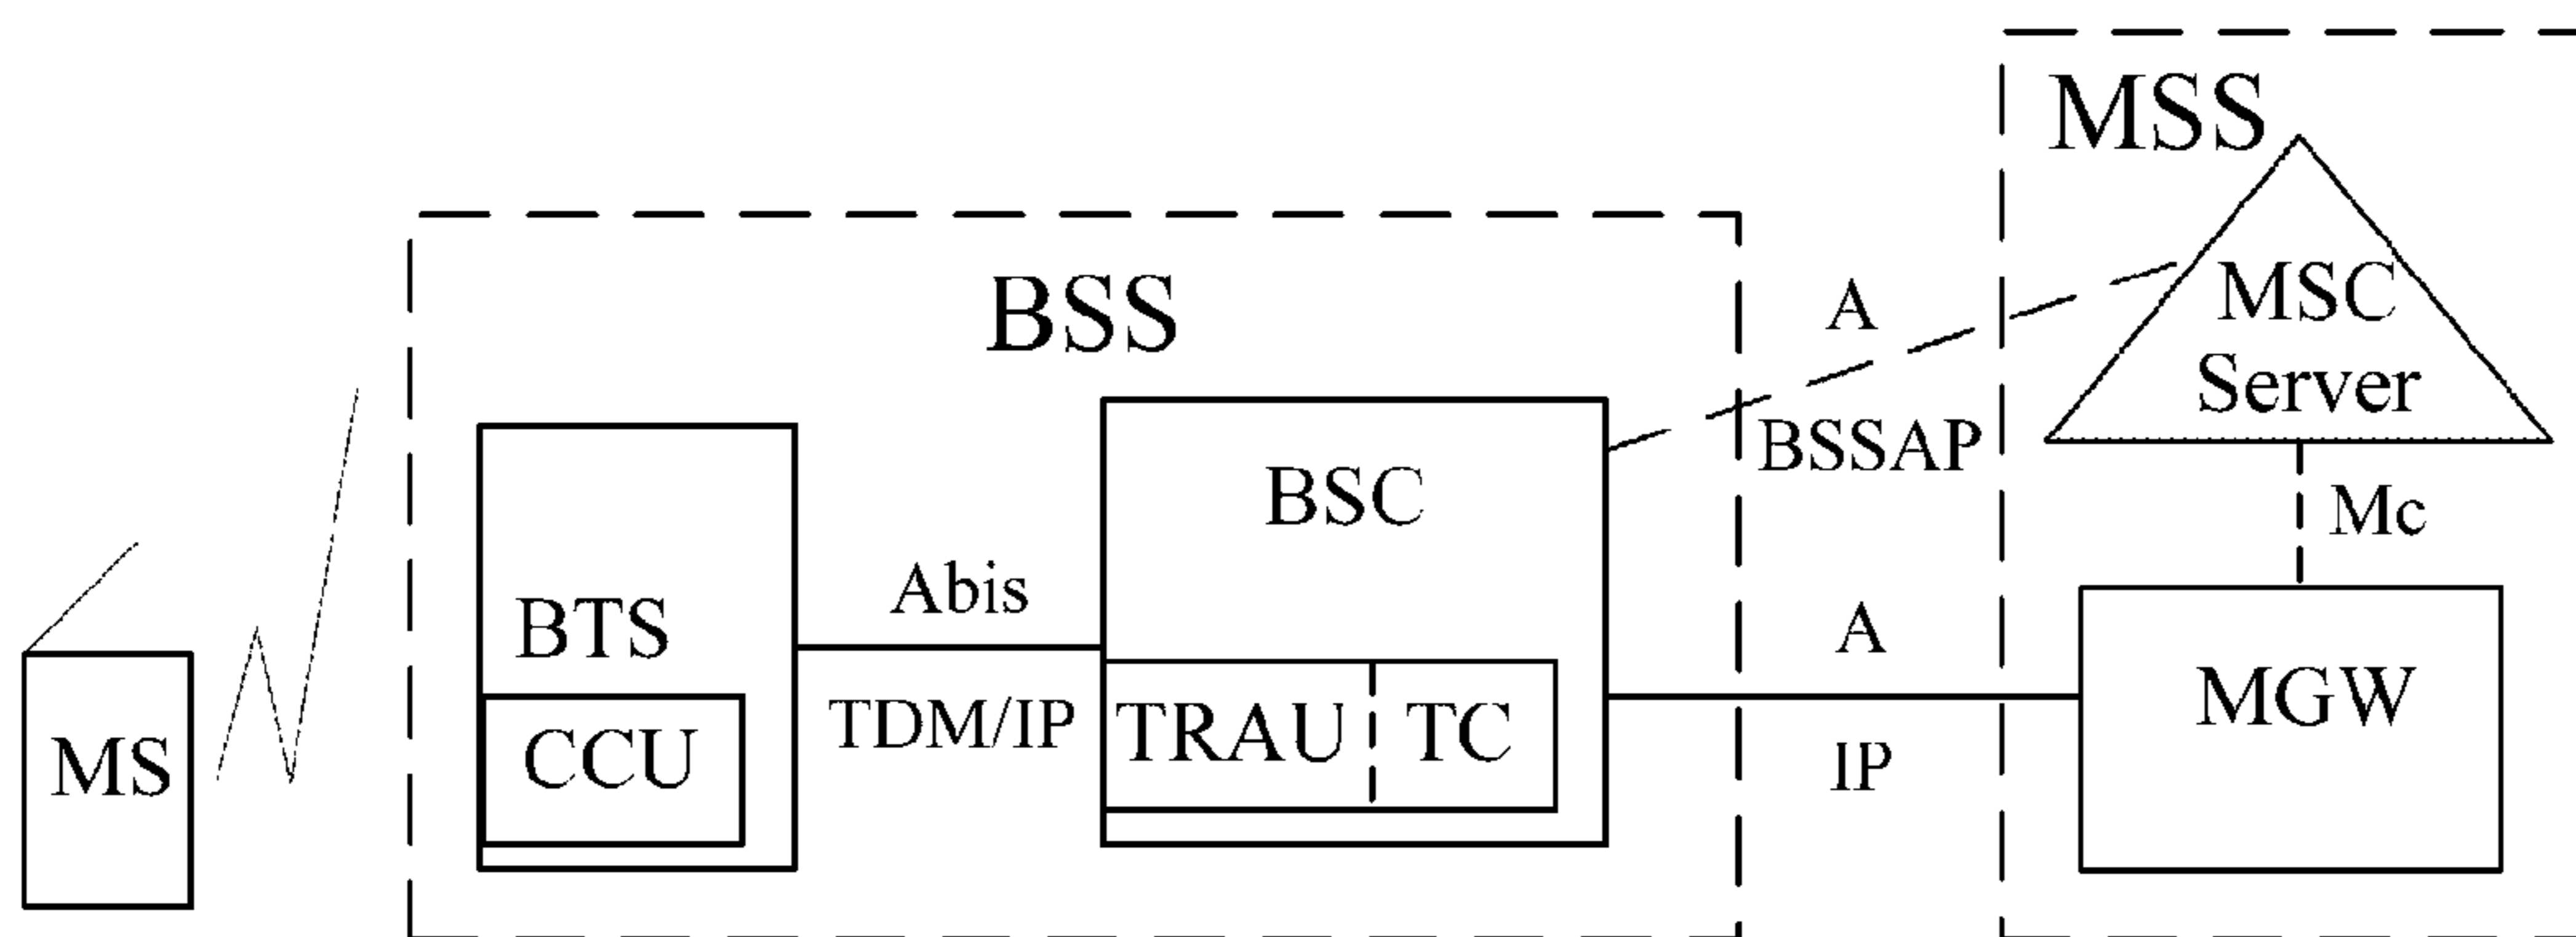 MSS
MSC
Server
BSS
A
BSSAP
BSC
Mc
Abis
BTS
A
MGW
TDM/IP
TRAU
TC
CCU
MS
IP